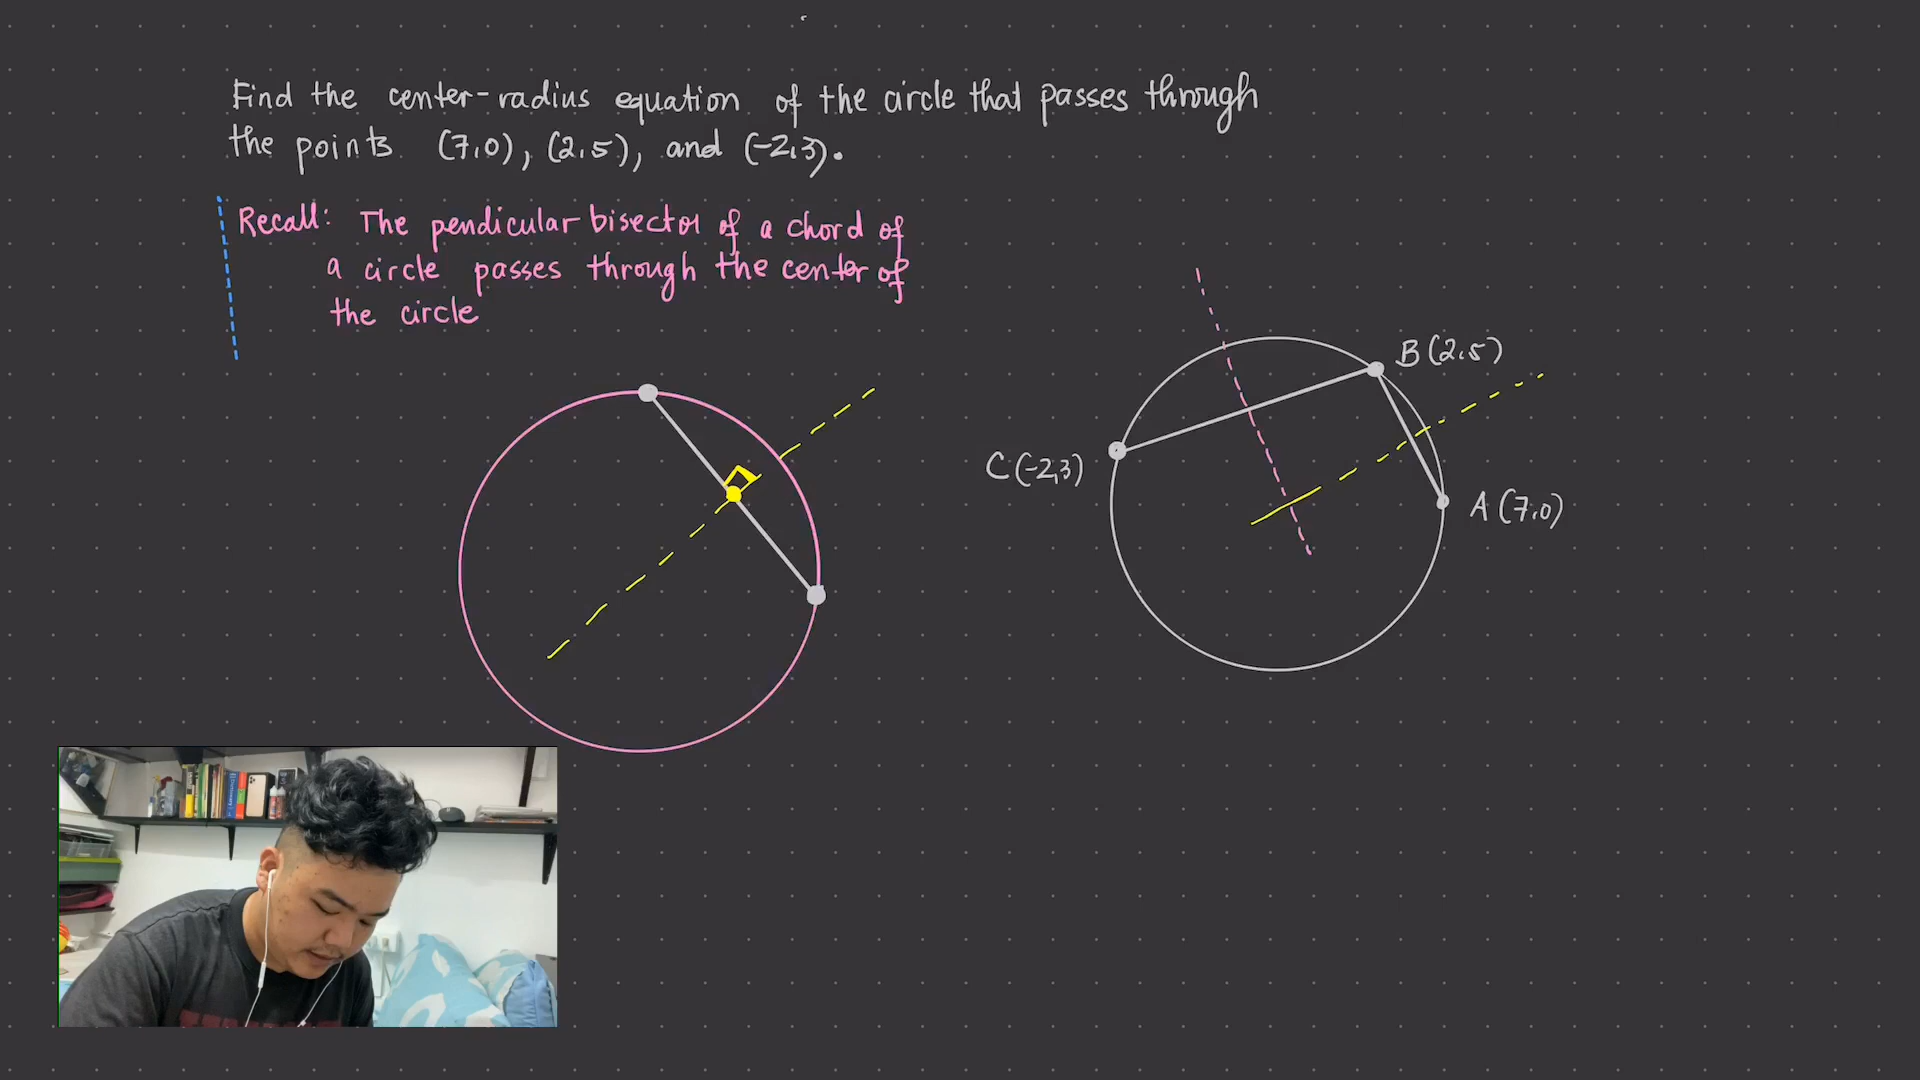 Find the center-radius equation of the circle that passes through
the points (7,0), (2,5), and (-2,3).
Recall: The pendicular bisector of a chord of
a circle passes through the center of
the circle
B(2,5)
C(-2,3)
A(7,0)